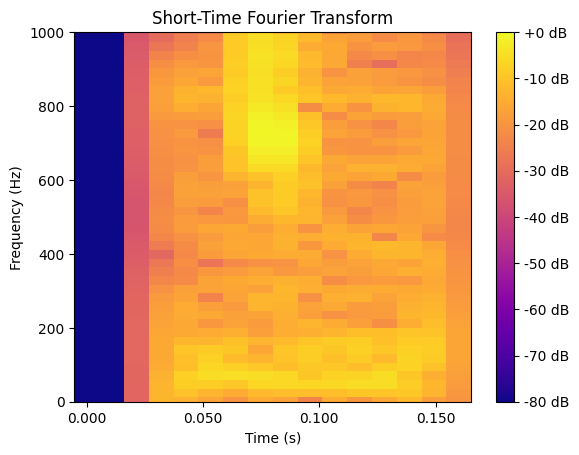 Short-Time Fourier Transform
1000
800
600
400
200
0
Frequency (Hz)
0.000
0.050
0.100
0.150
Time (s)
+0 dB
-10 dB
-20 dB
-30 dB
-40 dB
-50 dB
-60 dB
-70 dB
-80 dB